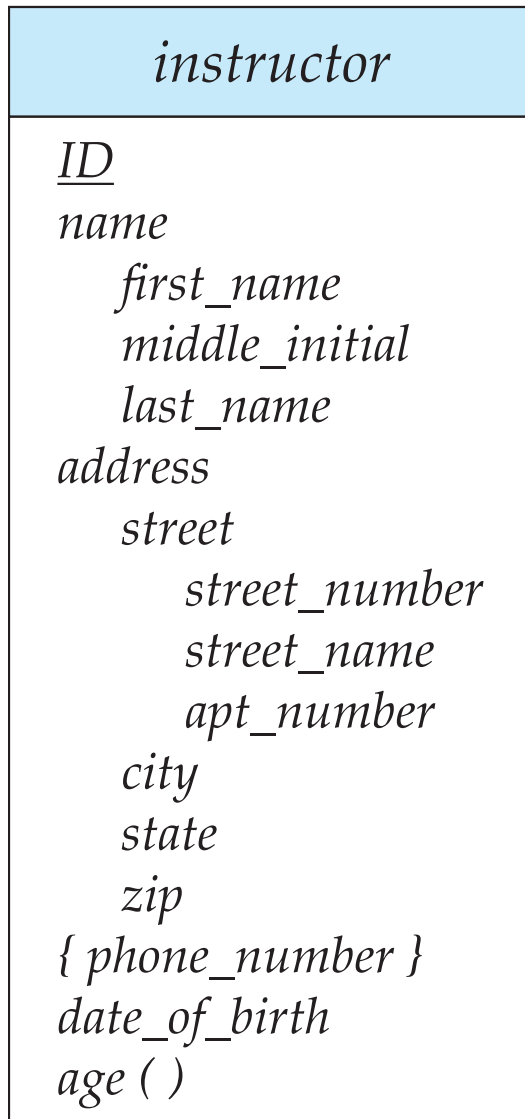 instructor
ID
name
first_name
middle_initial
last_name
address
street
street_number
street_name
apt_number
city
state
zip
{ phone_number }
date_of_birth
age ( )